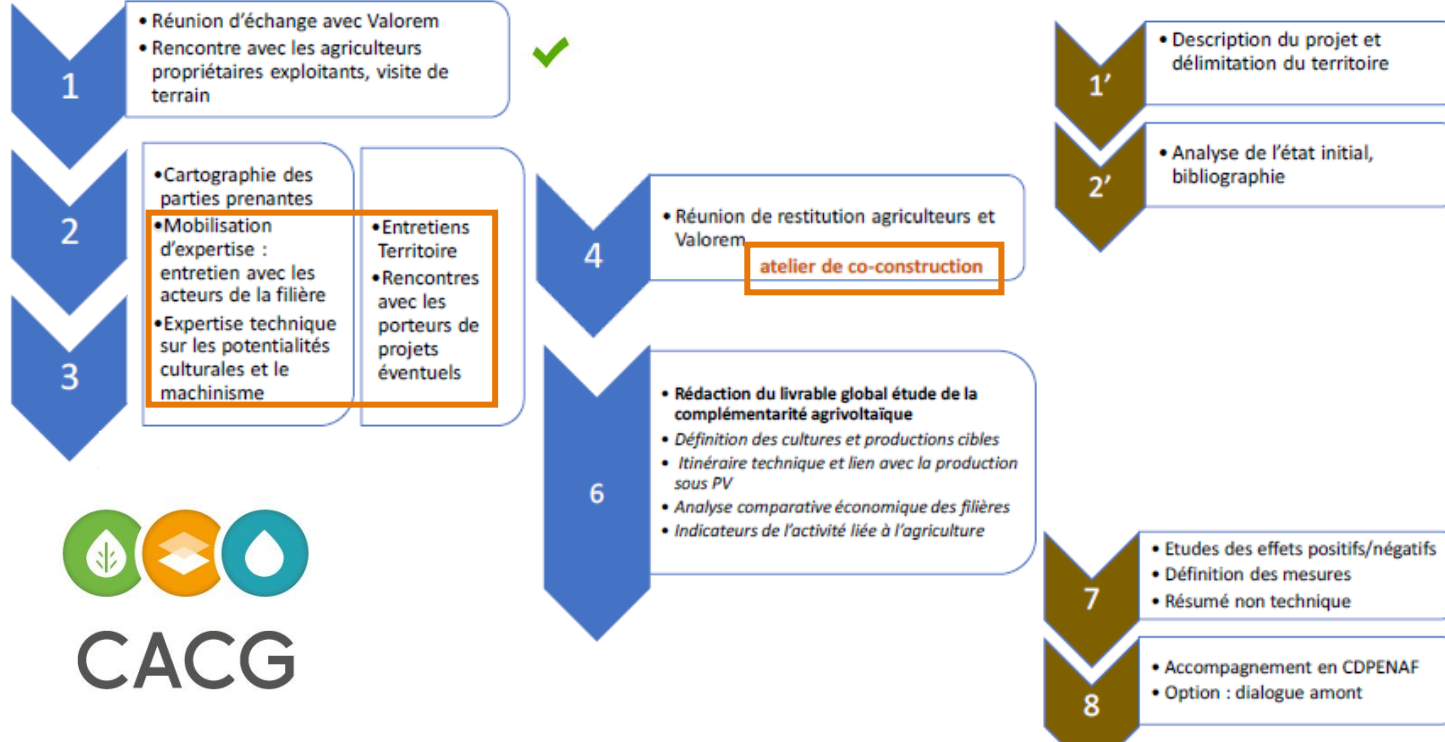 1
• Réunion d'échange avec Valorem
• Rencontre avec les agriculteurs
propriétaires exploitants, visite de
terrain
2
3
•Cartographie des
parties prenantes
•Mobilisation
d'expertise :
entretien avec les
acteurs de la filière
•Expertise technique
sur les potentialités
culturales et le
machinisme
•Entretiens
Territoire
•Rencontres
avec les
porteurs de
projets
éventuels
CACG
4
• Réunion de restitution agriculteurs et
Valorem
atelier de co-construction
6
• Rédaction du livrable global étude de la
complémentarité agrivoltaïque
• Définition des cultures et productions cibles
• Itinéraire technique et lien avec la production
sous PV
• Analyse comparative économique des filières
• Indicateurs de l'activité liée à l'agriculture
1'
• Description du projet et
délimitation du territoire
2'
• Analyse de l'état initial,
bibliographie
7
• Etudes des effets positifs/négatifs
• Définition des mesures
• Résumé non technique
8
• Accompagnement en CDPENAF
• Option : dialogue amont